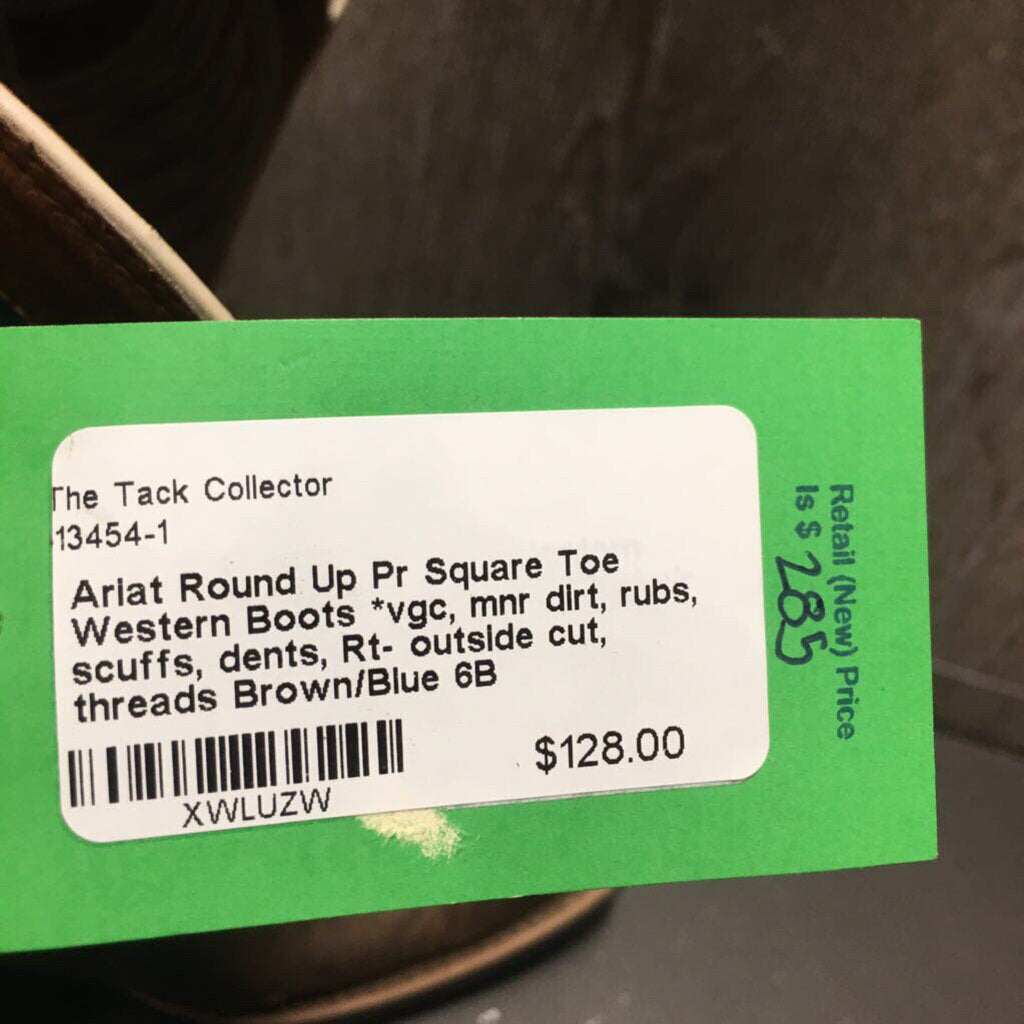 The Tack Collector
13454-1
Ariat Round Up Pr Square Toe
Western Boots *vgc, mnr dirt, rubs,
scuffs, dents, Rt- outside cut,
threads Brown/Blue 6B
$128.00
XWLUZW
Retail (New) Price
Is $ 285